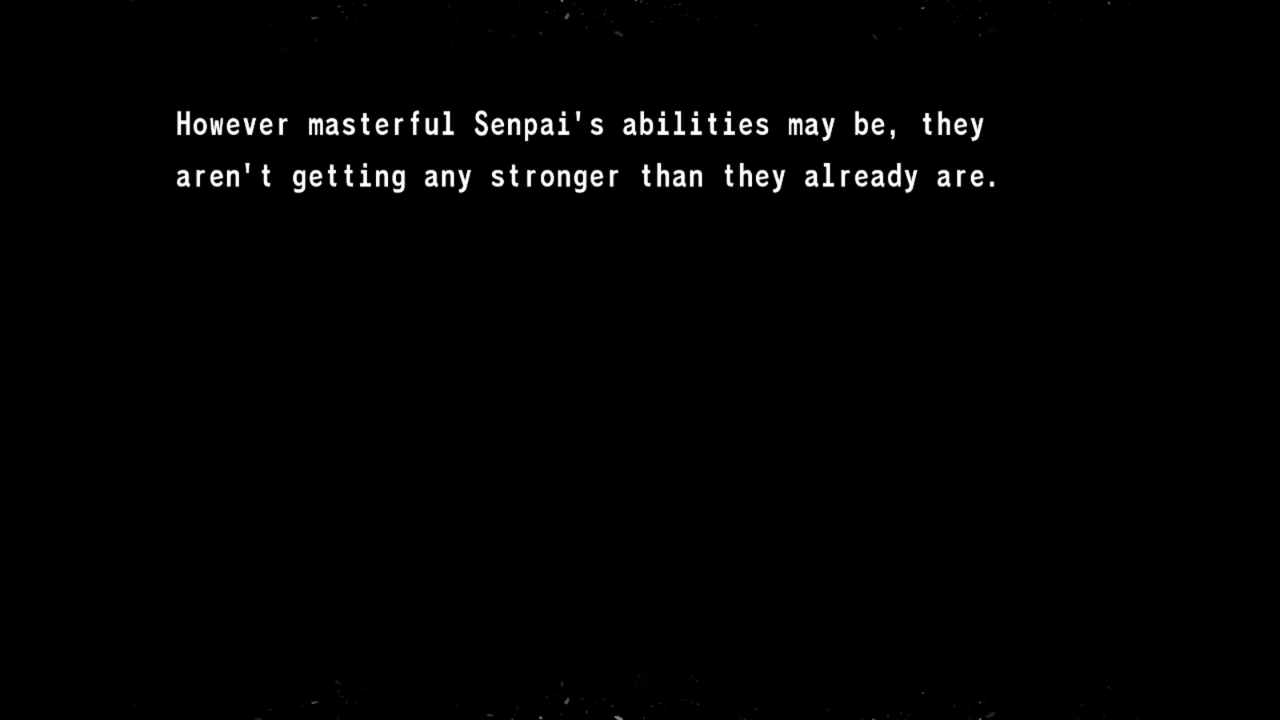 However masterful Senpai's abilities may be, they
aren't getting any stronger than they already are.